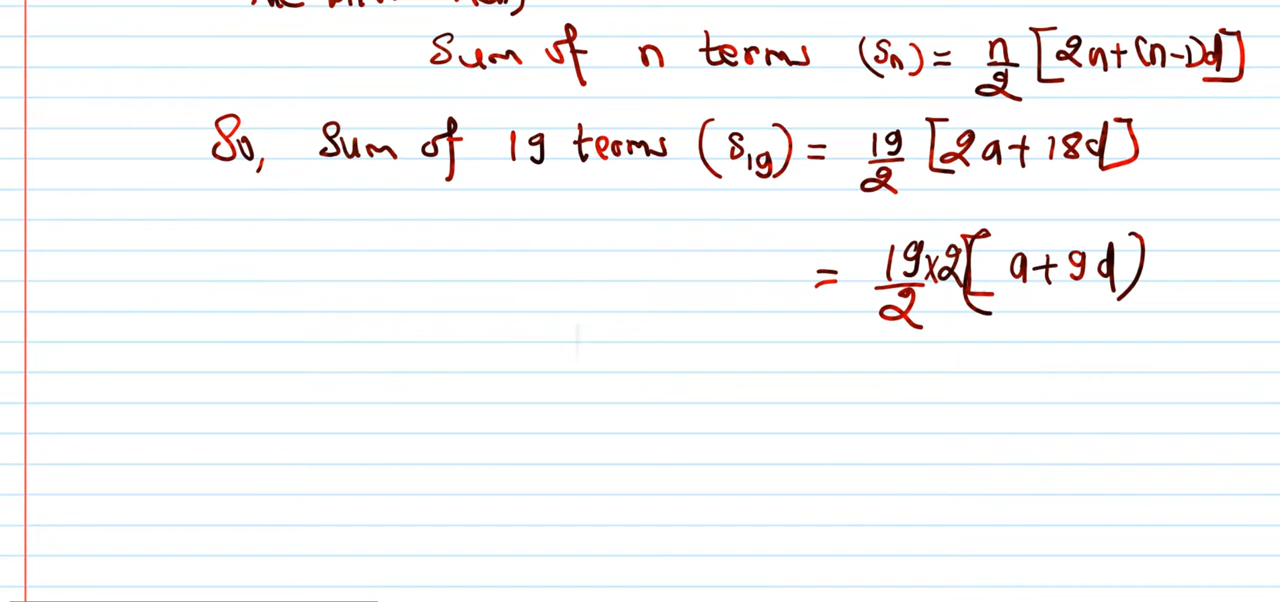 Sum of n terms (Sn) = n/2 [2a+(n-1)d]
So, Sum of 19 terms (S19) = 19/2 [2a+18d]
= 19/2 ×2( a+9d)